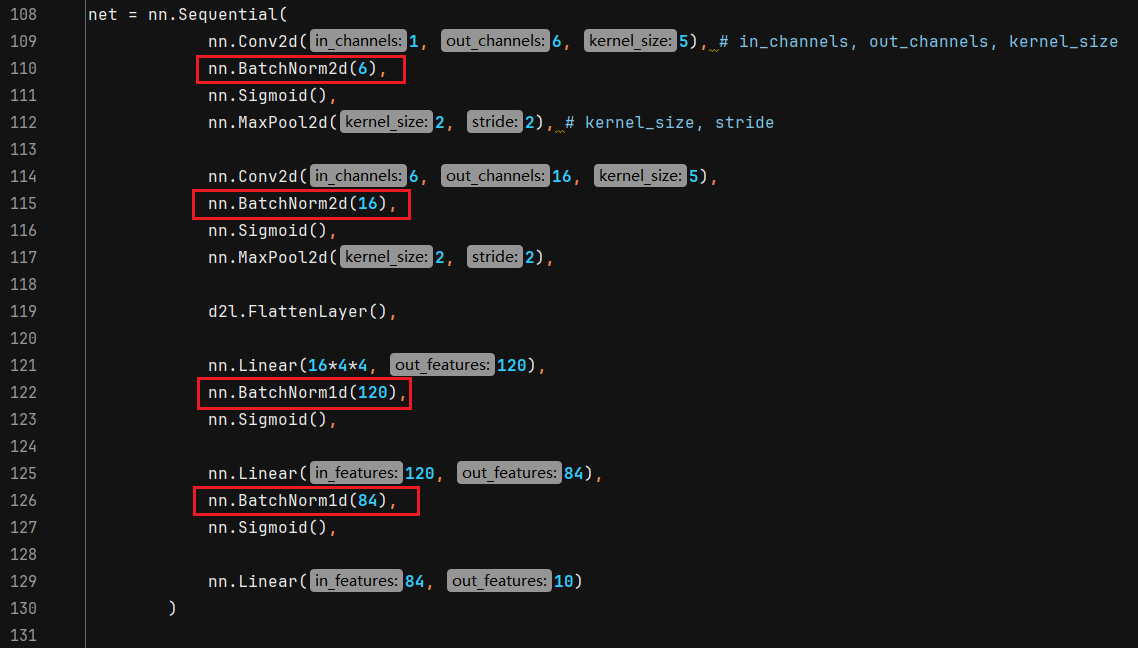 108 net = nn.Sequential(
109 nn.Conv2d(in_channels: 1, out_channels: 6, kernel_size: 5), # in_channels, out_channels, kernel_size
110 nn.BatchNorm2d(6),
111 nn.Sigmoid(),
112 nn.MaxPool2d(kernel_size: 2, stride: 2), # kernel_size, stride
113
114 nn.Conv2d(in_channels: 6, out_channels: 16, kernel_size: 5),
115 nn.BatchNorm2d(16),
116 nn.Sigmoid(),
117 nn.MaxPool2d(kernel_size: 2, stride: 2),
118
119 d2l.FlattenLayer(),
120
121 nn.Linear(16*4*4, out_features: 120),
122 nn.BatchNorm1d(120),
123 nn.Sigmoid(),
124
125 nn.Linear(in_features: 120, out_features: 84),
126 nn.BatchNorm1d(84),
127 nn.Sigmoid(),
128
129 nn.Linear(in_features: 84, out_features: 10)
130 )
131